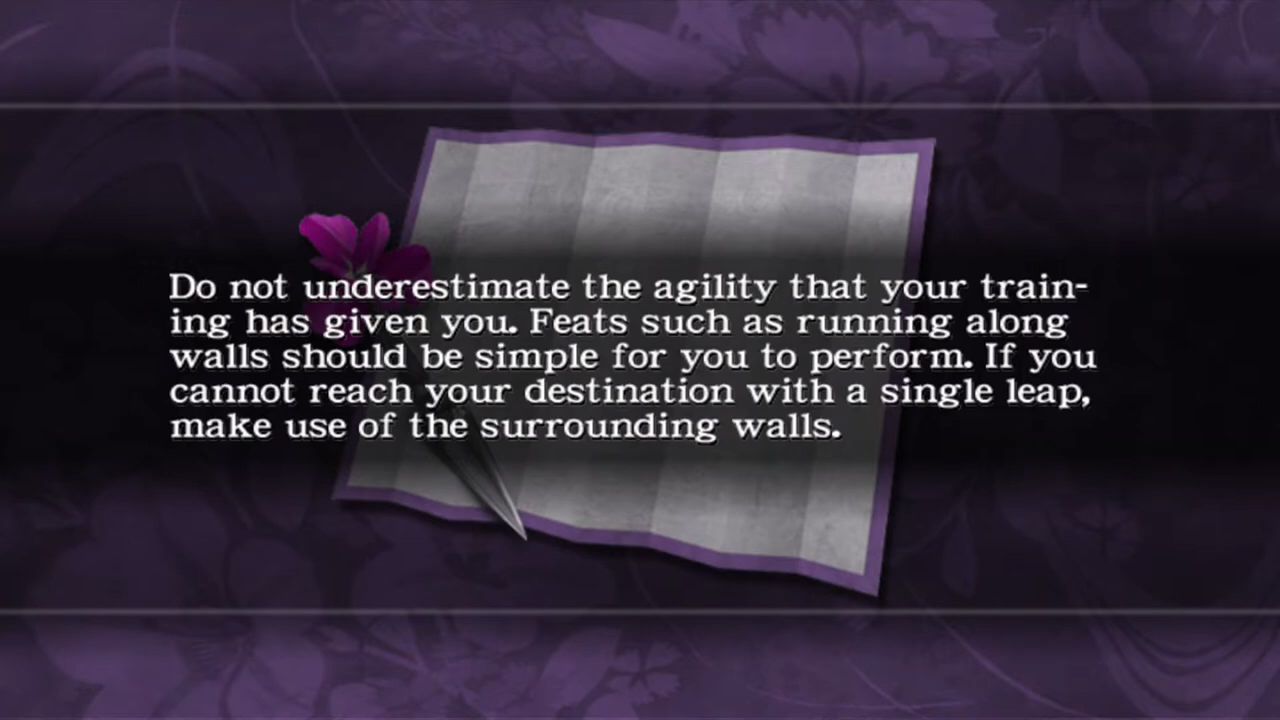 Do not underestimate the agility that your train-
ing has given you. Feats such as running along
walls should be simple for you to perform. If you
cannot reach your destination with a single leap,
make use of the surrounding walls.